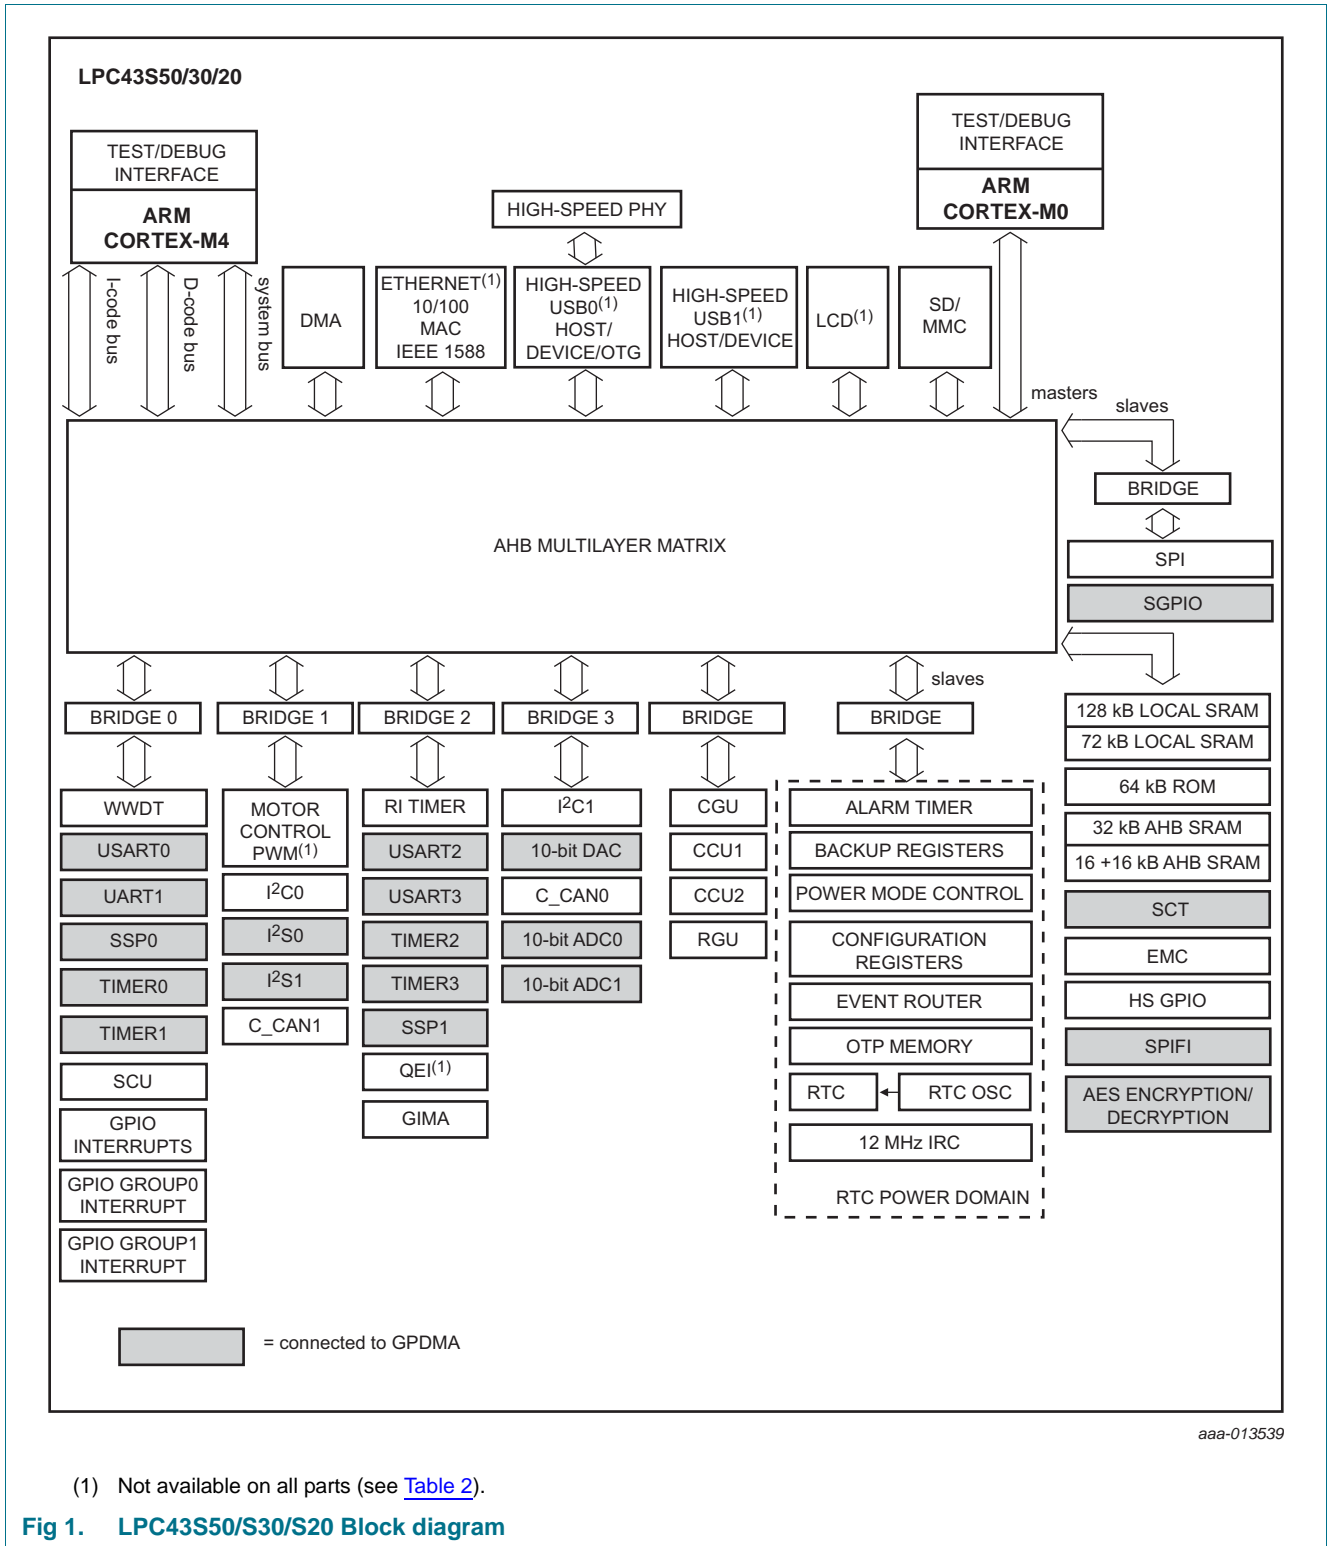 LPC43S50/30/20
TEST/DEBUG
INTERFACE
ARM
CORTEX-M4
TEST/DEBUG
INTERFACE
ARM
CORTEX-M0
HIGH-SPEED PHY
I-code bus
D-code bus
system bus
DMA
ETHERNET(1)
10/100
MAC
IEEE 1588
HIGH-SPEED
USB0(1)
HOST/
DEVICE/OTG
HIGH-SPEED
USB1(1)
HOST/DEVICE
LCD(1)
SD/
MMC
masters
slaves
BRIDGE
AHB MULTILAYER MATRIX
SPI
SGPIO
slaves
BRIDGE 0
BRIDGE 1
BRIDGE 2
BRIDGE 3
BRIDGE
BRIDGE
128 kB LOCAL SRAM
72 kB LOCAL SRAM
64 kB ROM
32 kB AHB SRAM
16 +16 kB AHB SRAM
SCT
EMC
HS GPIO
SPIFI
AES ENCRYPTION/
DECRYPTION
WWDT
USART0
UART1
SSP0
TIMER0
TIMER1
SCU
GPIO
INTERRUPTS
GPIO GROUP0
INTERRUPT
GPIO GROUP1
INTERRUPT
MOTOR
CONTROL
PWM(1)
I2C0
I2S0
I2S1
C_CAN1
RI TIMER
USART2
USART3
TIMER2
TIMER3
SSP1
QEI(1)
GIMA
I2C1
10-bit DAC
C_CAN0
10-bit ADC0
10-bit ADC1
CGU
CCU1
CCU2
RGU
ALARM TIMER
BACKUP REGISTERS
POWER MODE CONTROL
CONFIGURATION
REGISTERS
EVENT ROUTER
OTP MEMORY
RTC
RTC OSC
12 MHz IRC
RTC POWER DOMAIN
= connected to GPDMA
aaa-013539
(1) Not available on all parts (see Table 2).
Fig 1. LPC43S50/S30/S20 Block diagram